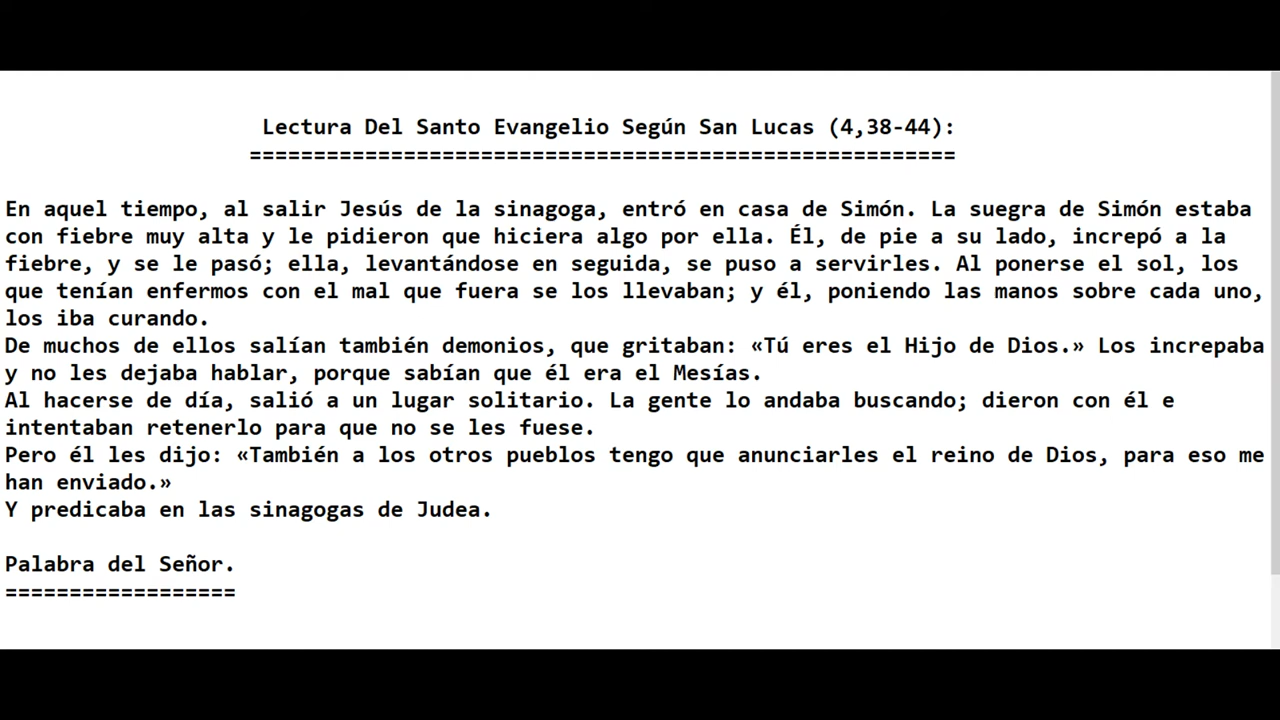 Lectura Del Santo Evangelio Según San Lucas (4,38-44):
=======================================================
En aquel tiempo, al salir Jesús de la sinagoga, entró en casa de Simón. La suegra de Simón estaba
con fiebre muy alta y le pidieron que hiciera algo por ella. Él, de pie a su lado, increpó a la
fiebre, y se le pasó; ella, levantándose en seguida, se puso a servirles. Al ponerse el sol, los
que tenían enfermos con el mal que fuera se los llevaban; y él, poniendo las manos sobre cada uno,
los iba curando.
De muchos de ellos salían también demonios, que gritaban: «Tú eres el Hijo de Dios.» Los increpaba
y no les dejaba hablar, porque sabían que él era el Mesías.
Al hacerse de día, salió a un lugar solitario. La gente lo andaba buscando; dieron con él e
intentaban retenerlo para que no se les fuese.
Pero él les dijo: «También a los otros pueblos tengo que anunciarles el reino de Dios, para eso me
han enviado.»
Y predicaba en las sinagogas de Judea.
Palabra del Señor.
==================